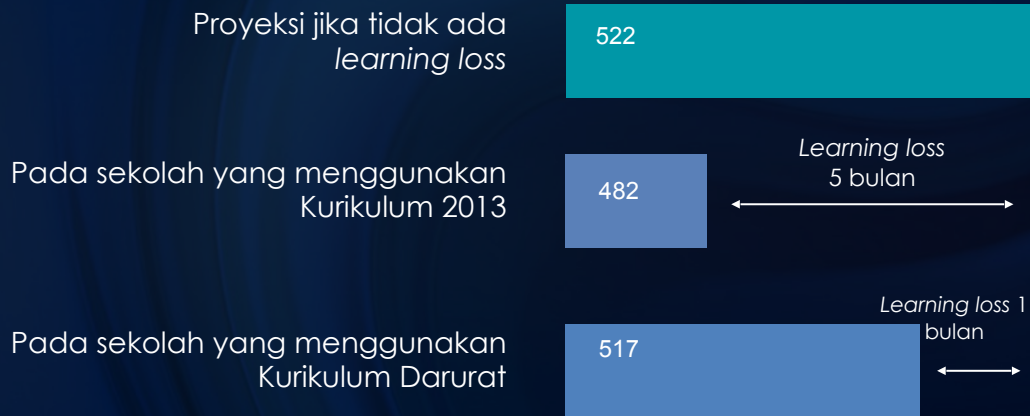 Proyeksi jika tidak ada
learning loss
522
Pada sekolah yang menggunakan
Kurikulum 2013
482
Learning loss
5 bulan
Pada sekolah yang menggunakan
Kurikulum Darurat
517
Learning loss 1
bulan